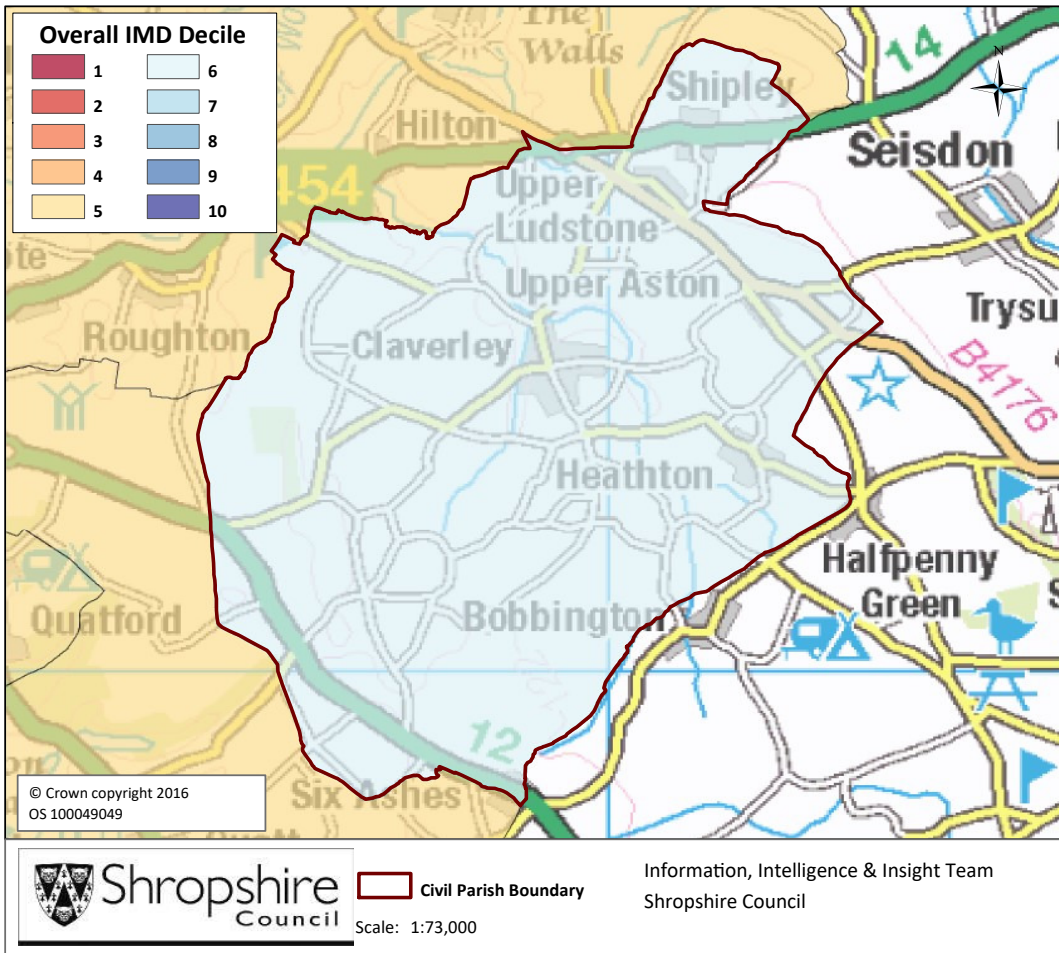 Overall IMD Decile
1
2
3
4
5
6
7
8
9
10
The
Walls
14
N
Shipley
Hilton
454
Seisdon
Upper
Ludstone
Upper Aston
Trysu
Roughton
Claverley
B4176
Heathton
Halfpenny
Green
Quatford
Bobbington
12
Six Ashes
© Crown copyright 2016
OS 100049049
Shropshire
Council
Civil Parish Boundary
Scale: 1:73,000
Information, Intelligence & Insight Team
Shropshire Council